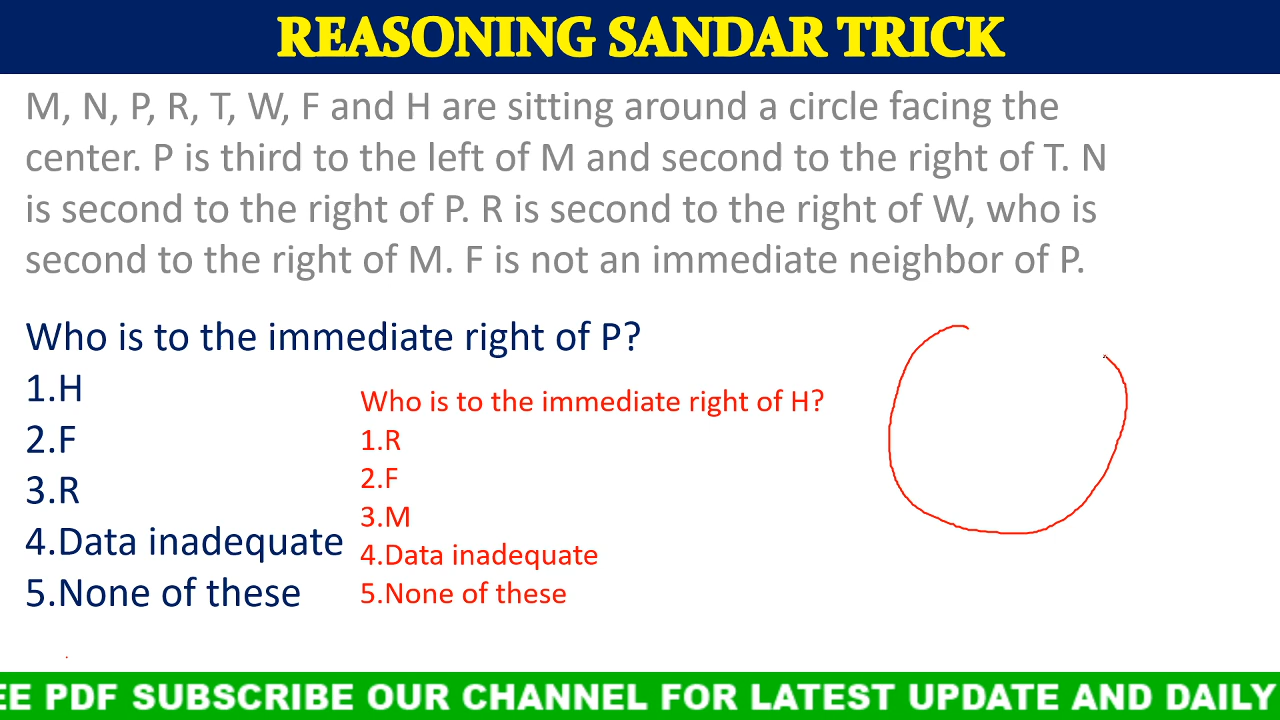 REASONING SANDAR TRICK
M, N, P, R, T, W, F and H are sitting around a circle facing the
center. P is third to the left of M and second to the right of T. N
is second to the right of P. R is second to the right of W, who is
second to the right of M. F is not an immediate neighbor of P.
Who is to the immediate right of P?
1.H
2.F
3.R
4.Data inadequate
5.None of these
Who is to the immediate right of H?
1.R
2.F
3.M
4.Data inadequate
5.None of these
EE PDF SUBSCRIBE OUR CHANNEL FOR LATEST UPDATE AND DAILY